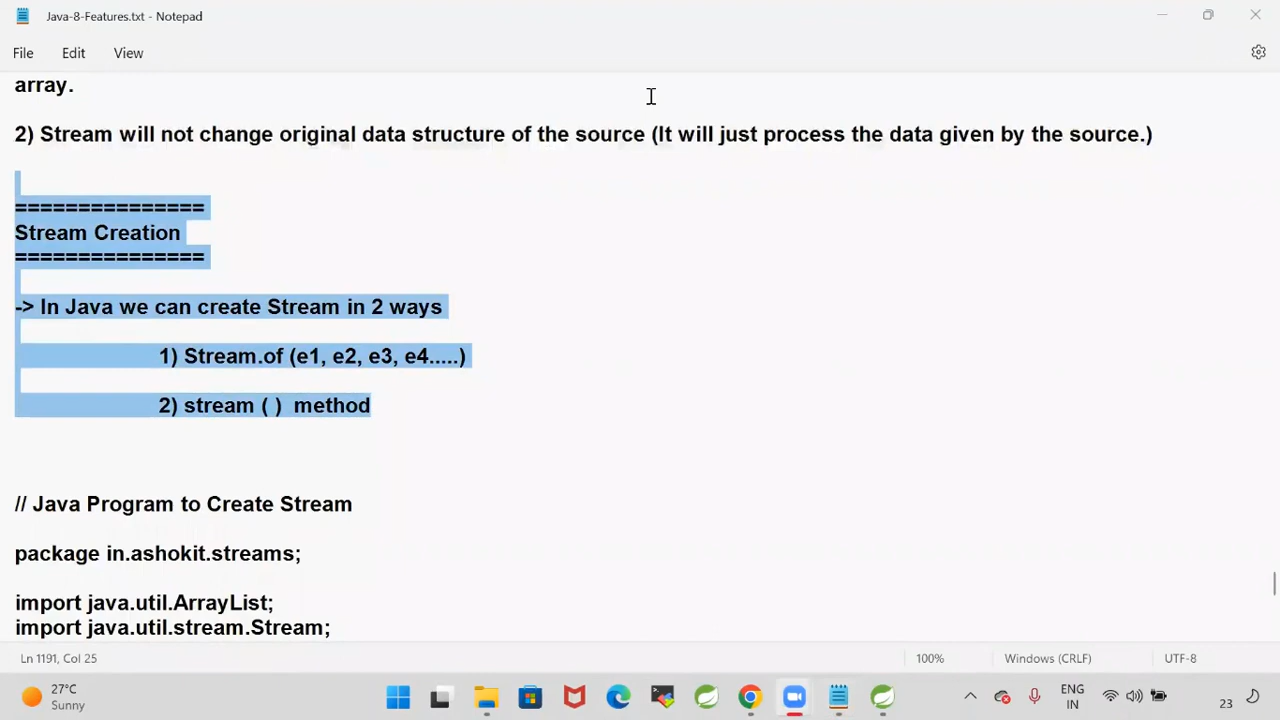 Java-8-Features.txt - Notepad
File Edit View
array.
2) Stream will not change original data structure of the source (It will just process the data given by the source.)
===============
Stream Creation
===============
-> In Java we can create Stream in 2 ways
1) Stream.of (e1, e2, e3, e4.....)
2) stream ( )  method
// Java Program to Create Stream
package in.ashokit.streams;
import java.util.ArrayList;
import java.util.stream.Stream;
Ln 1191, Col 25 100% Windows (CRLF) UTF-8
27°C
Sunny
ENG
IN
23